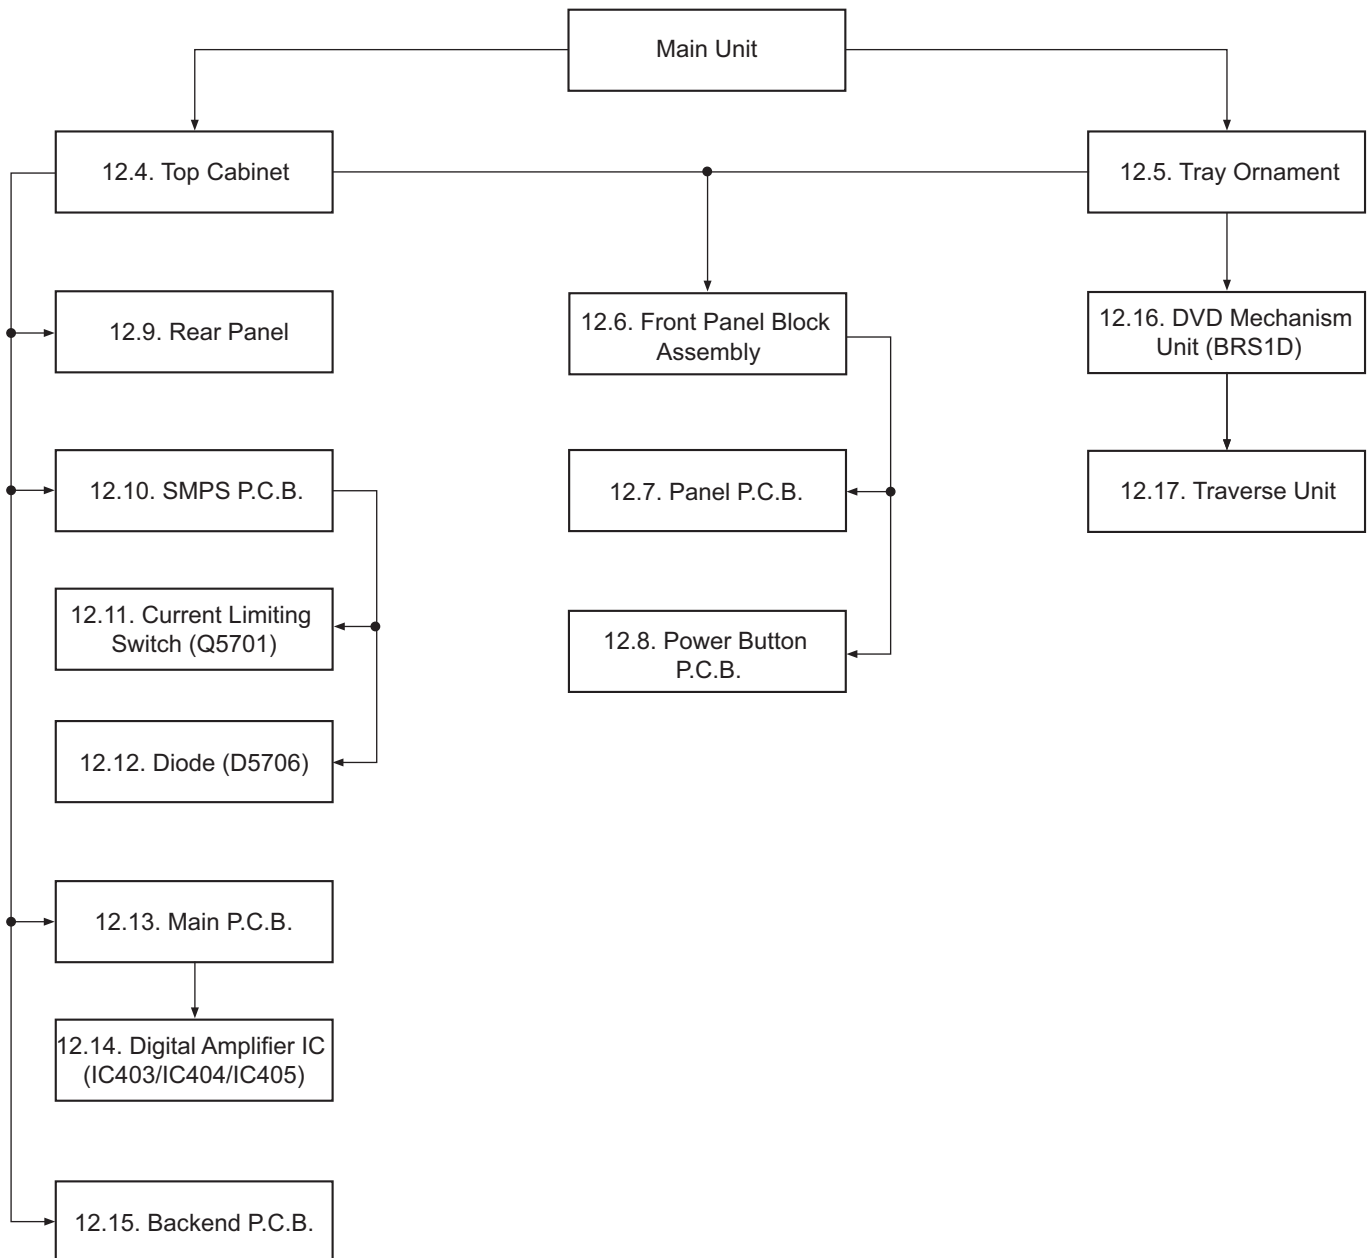 Main Unit
12.4. Top Cabinet
12.5. Tray Ornament
12.9. Rear Panel
12.6. Front Panel Block
Assembly
12.16. DVD Mechanism
Unit (BRS1D)
12.10. SMPS P.C.B.
12.7. Panel P.C.B.
12.17. Traverse Unit
12.11. Current Limiting
Switch (Q5701)
12.8. Power Button
P.C.B.
12.12. Diode (D5706)
12.13. Main P.C.B.
12.14. Digital Amplifier IC
(IC403/IC404/IC405)
12.15. Backend P.C.B.